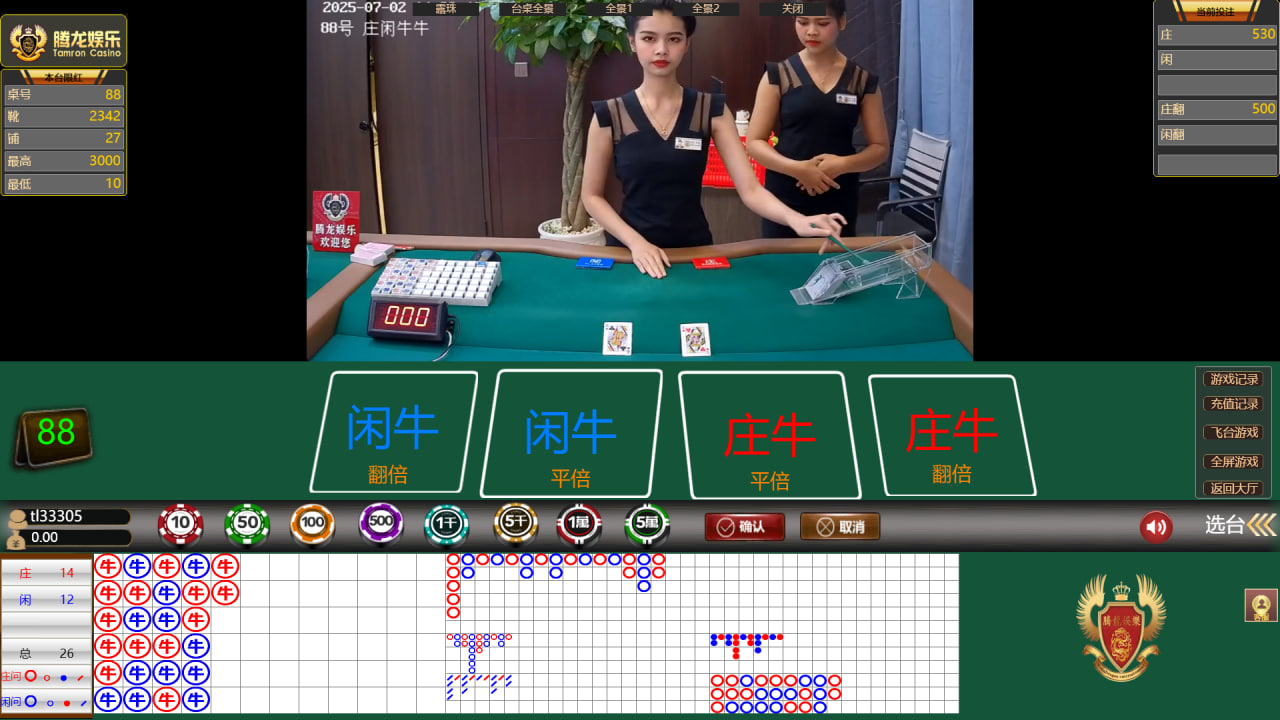 腾龙娱乐
Tamron Casino
本台限红
桌号 88
靴 2342
铺 27
最高 3000
最低 10
2025-07-02
88号 庄闲牛牛
露珠 台桌全景 全景1 全景2 关闭
腾龙娱乐
欢迎您
000
当前投注
庄 530
闲
庄翻 500
闲翻
88
闲牛
翻倍
闲牛
平倍
庄牛
平倍
庄牛
翻倍
游戏记录
充值记录
飞台游戏
全屏游戏
返回大厅
tl33305
0.00
10 50 100 500 1千 5千 1萬 5萬
确认 取消
选台
庄 14
闲 12
总 26
庄问
闲问
牛 牛 牛 牛 牛
牛 牛 牛 牛 牛
牛 牛 牛 牛
牛 牛 牛 牛
牛 牛 牛 牛
牛 牛 牛 牛
腾龙娱樂